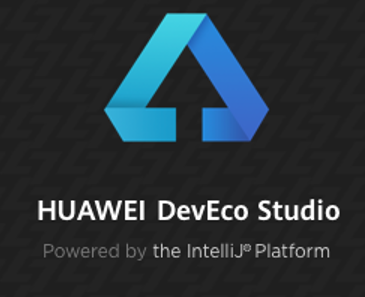 HUAWEI DevEco Studio
Powered by the IntelliJ® Platform